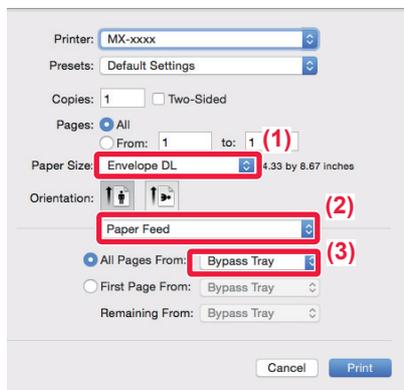 Printer: MX-xxxx
Presets: Default Settings
Copies: 1 Two-Sided
Pages: All
From: 1 to: 1 (1)
Paper Size: Envelope DL 4.33 by 8.67 inches
Orientation:
(2)
Paper Feed
(3)
All Pages From: Bypass Tray
First Page From: Bypass Tray
Remaining From: Bypass Tray
Cancel Print